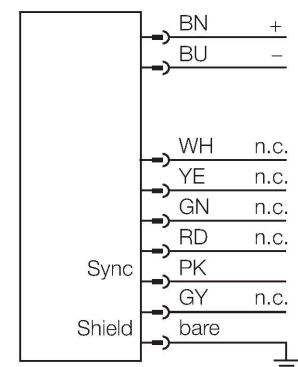 BN +
BU –
WH n.c.
YE n.c.
GN n.c.
RD n.c.
Sync PK
GY n.c.
Shield bare